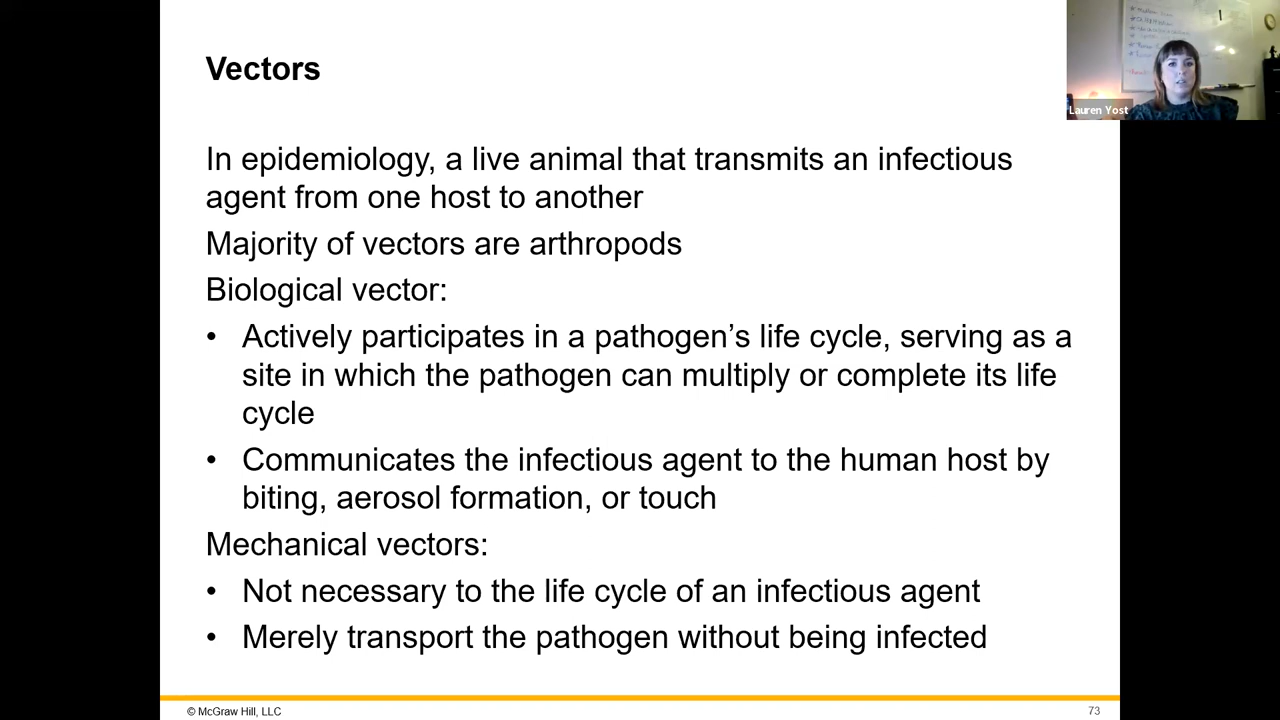 Vectors
Lauren Yost
In epidemiology, a live animal that transmits an infectious
agent from one host to another
Majority of vectors are arthropods
Biological vector:
• Actively participates in a pathogen’s life cycle, serving as a
site in which the pathogen can multiply or complete its life
cycle
• Communicates the infectious agent to the human host by
biting, aerosol formation, or touch
Mechanical vectors:
• Not necessary to the life cycle of an infectious agent
• Merely transport the pathogen without being infected
© McGraw Hill, LLC
73